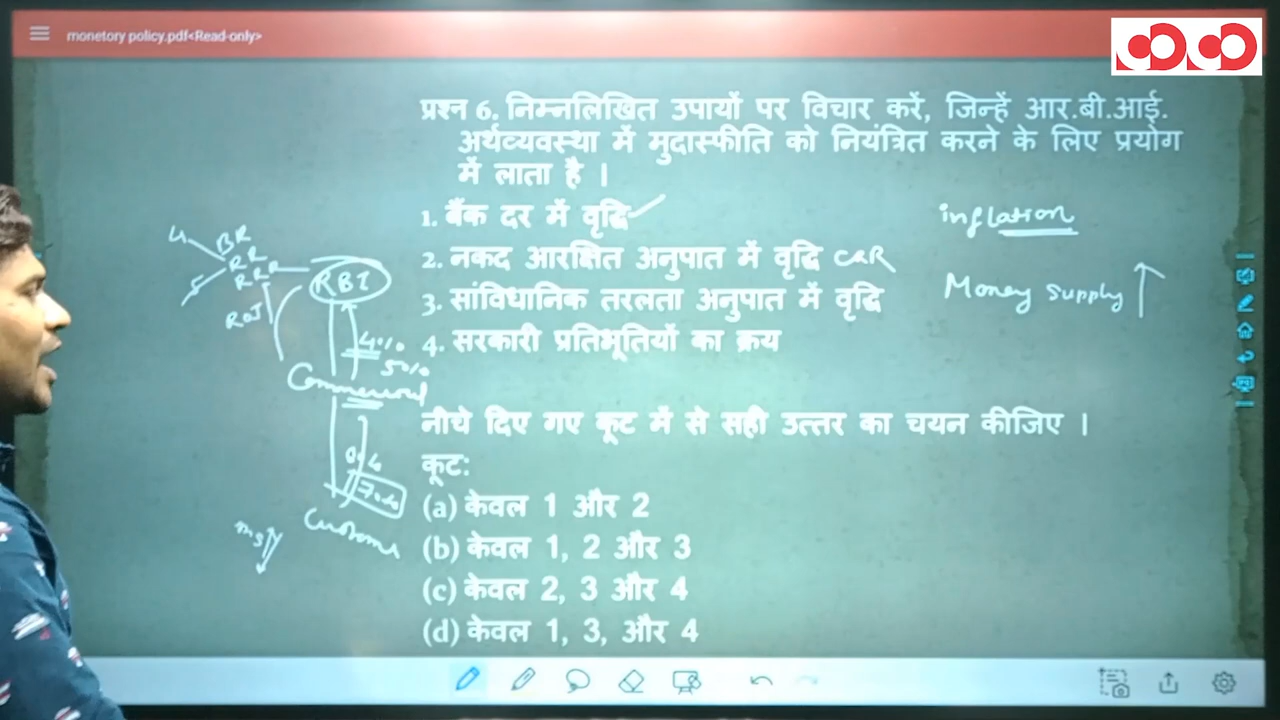 monetory policy.pdf<Read-only>
प्रश्न 6. निम्नलिखित उपायों पर विचार करें, जिन्हें आर.बी.आई.
अर्थव्यवस्था में मुदास्फीति को नियंत्रित करने के लिए प्रयोग
में लाता है ।
1. बैंक दर में वृद्धि
2. नकद आरक्षित अनुपात में वृद्धि CRR
3. सांविधानिक तरलता अनुपात में वृद्धि
4. सरकारी प्रतिभूतियों का क्रय
नीचे दिए गए कूट में से सही उत्तर का चयन कीजिए ।
कूट:
(a) केवल 1 और 2
(b) केवल 1, 2 और 3
(c) केवल 2, 3 और 4
(d) केवल 1, 3, और 4
inflation
Money supply
4
BR
RR
RRR
ROI
RBI
4%
5%
Commercial
Customer